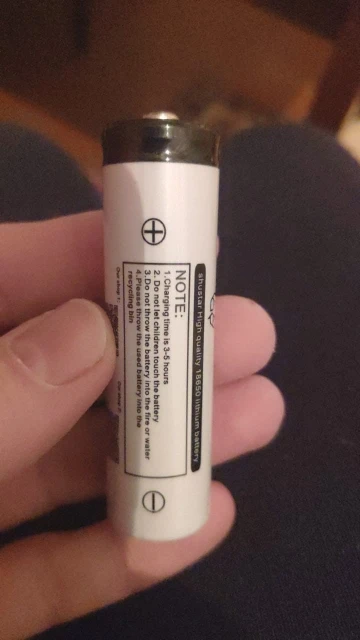 shustar High quality 18650 lithium battery
NOTE:
1.Charging time is 3-5 hours
2. Do not let children touch the battery
3.Do not throw the battery into the fire or water
4.Please throw the used battery into the
recycling bin